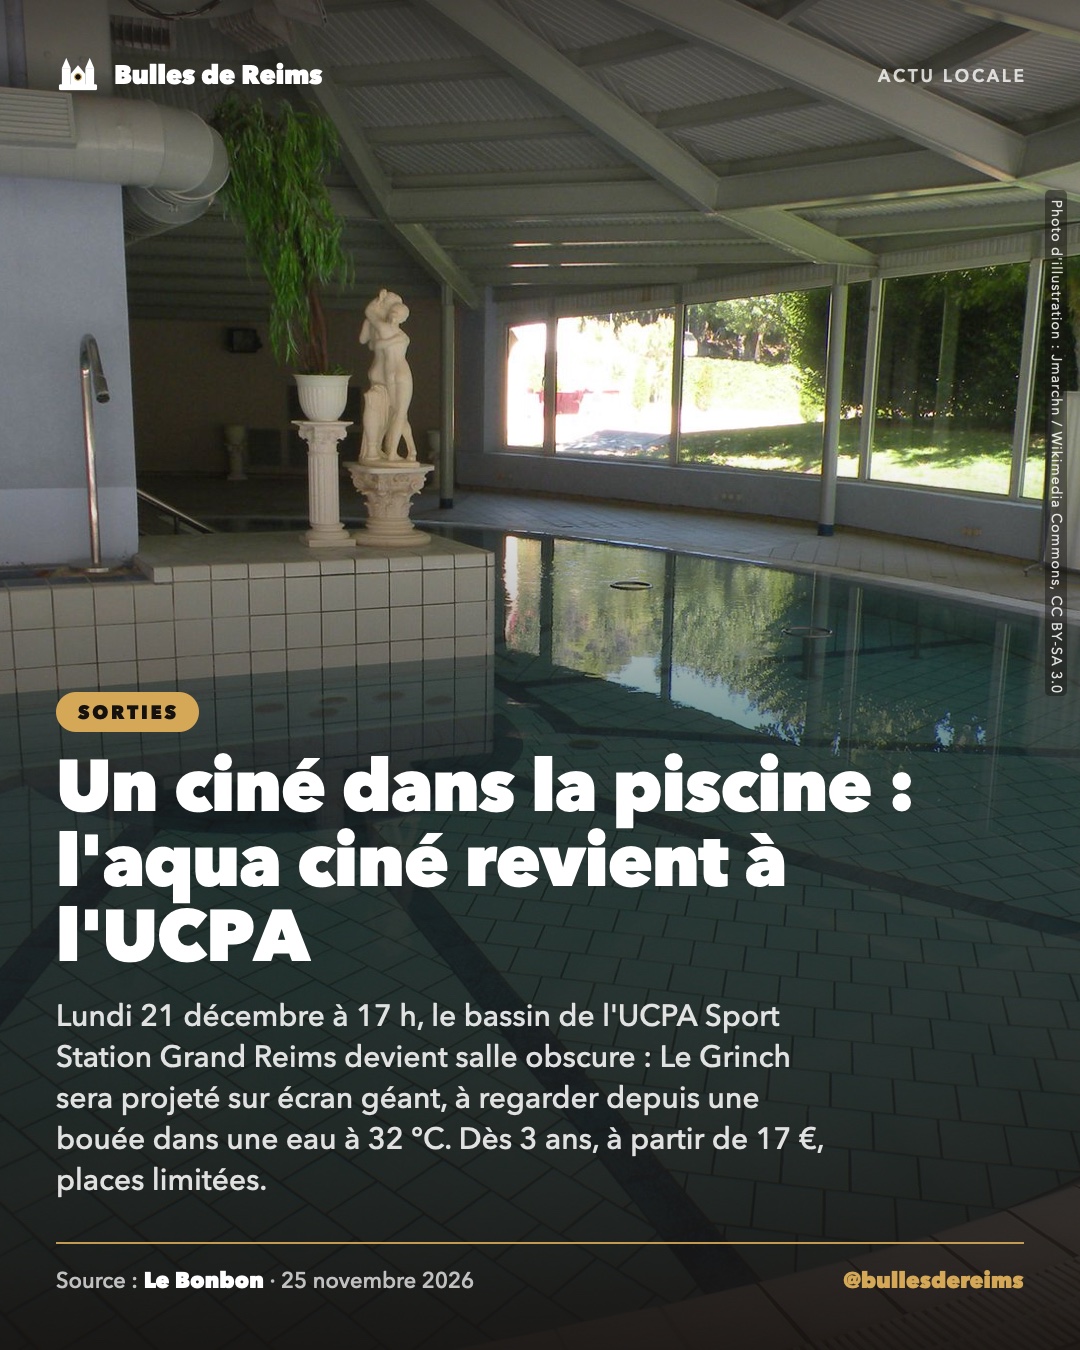 Bulles de Reims
ACTU LOCALE
Photo d'illustration : Jmarchn / Wikimedia Commons, CC BY-SA 3.0
SORTIES
Un ciné dans la piscine :
l'aqua ciné revient à
l'UCPA
Lundi 21 décembre à 17 h, le bassin de l'UCPA Sport
Station Grand Reims devient salle obscure : Le Grinch
sera projeté sur écran géant, à regarder depuis une
bouée dans une eau à 32 °C. Dès 3 ans, à partir de 17 €,
places limitées.
Source : Le Bonbon · 25 novembre 2026
@bullesdereims